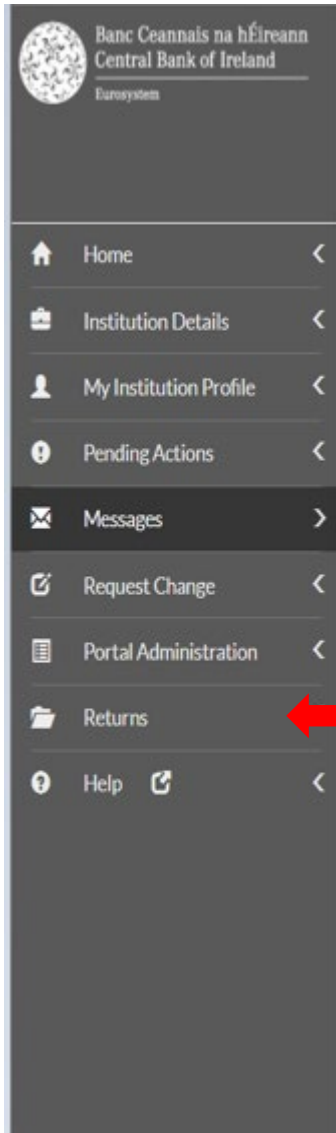 Banc Ceannais na hÉireann
Central Bank of Ireland
Eurosystem
Home
Institution Details
My Institution Profile
Pending Actions
Messages
Request Change
Portal Administration
Returns
Help